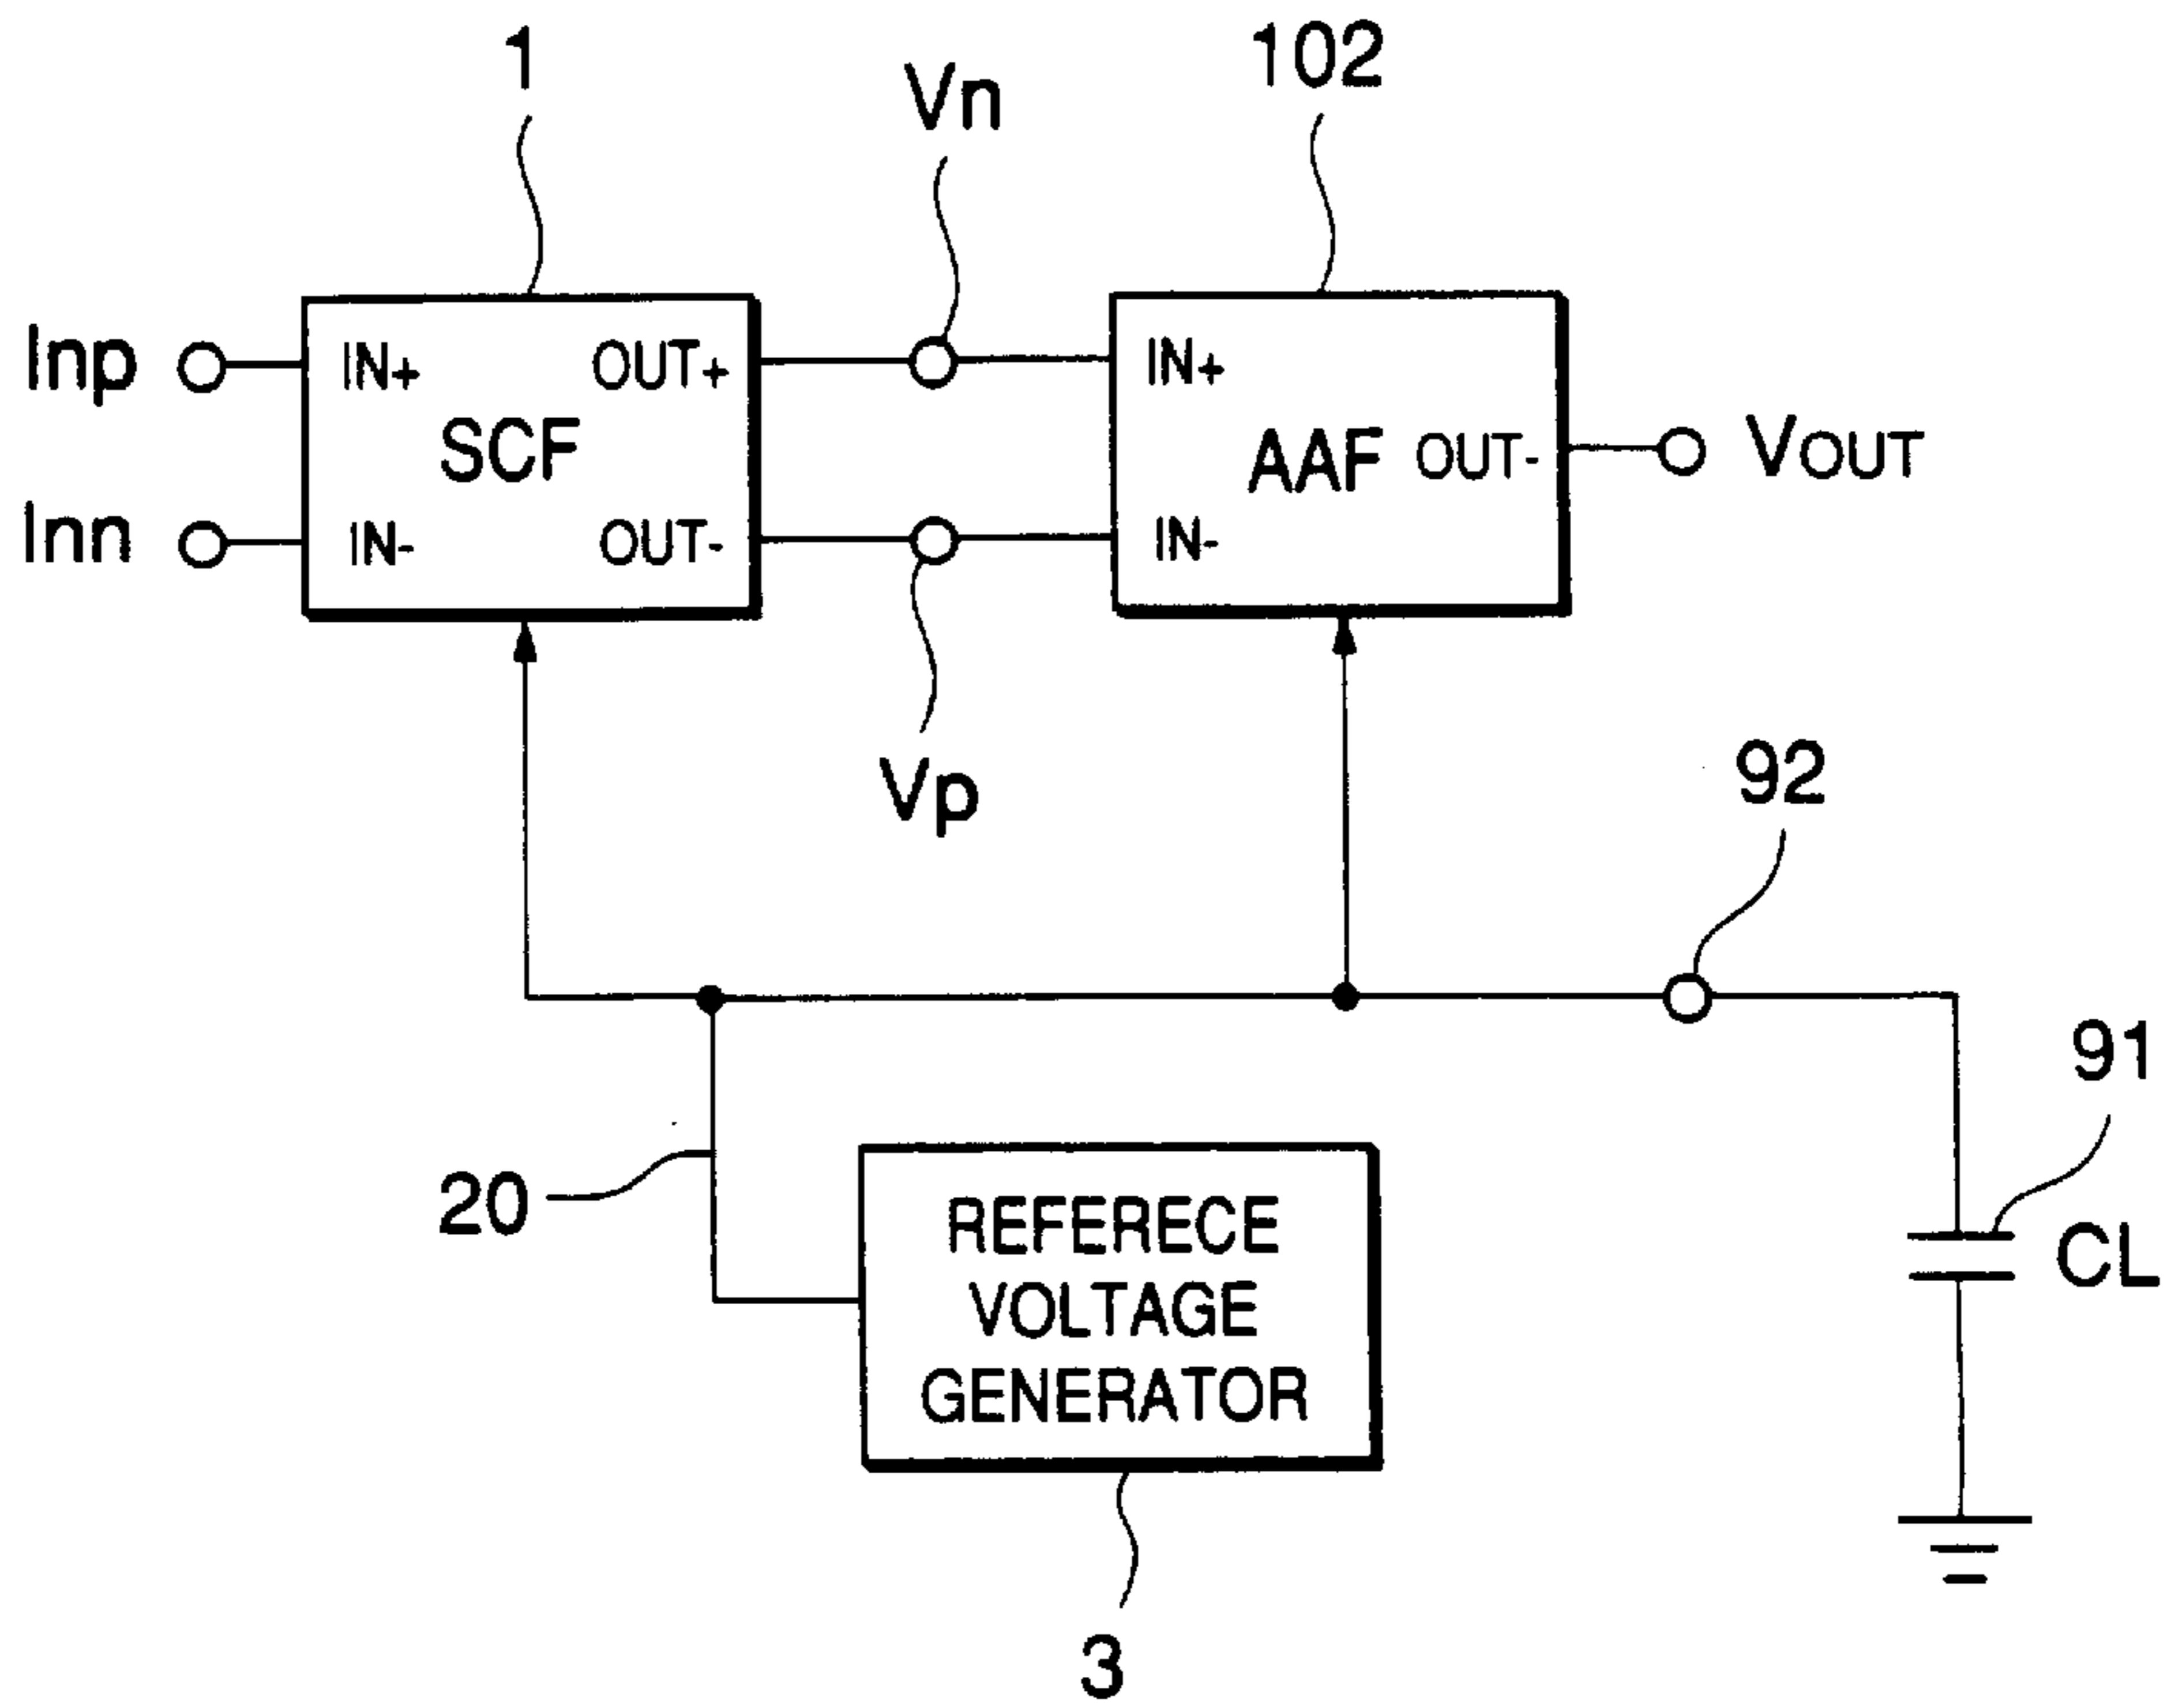 1
102
Vn
Inp
IN+
OUT+
IN+
SCF
AAF
OUT-
VOUT
Inn
IN-
OUT-
IN-
Vp
92
91
20
REFERECE
VOLTAGE
GENERATOR
CL
3